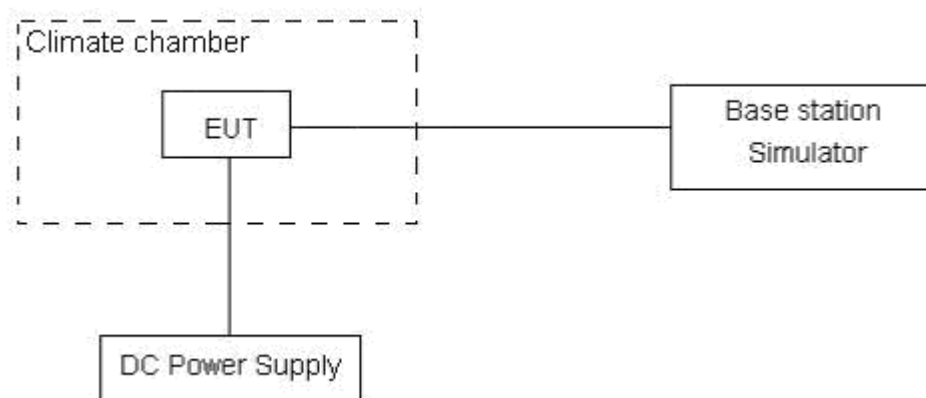 Climate chamber
EUT
Base station
Simulator
DC Power Supply